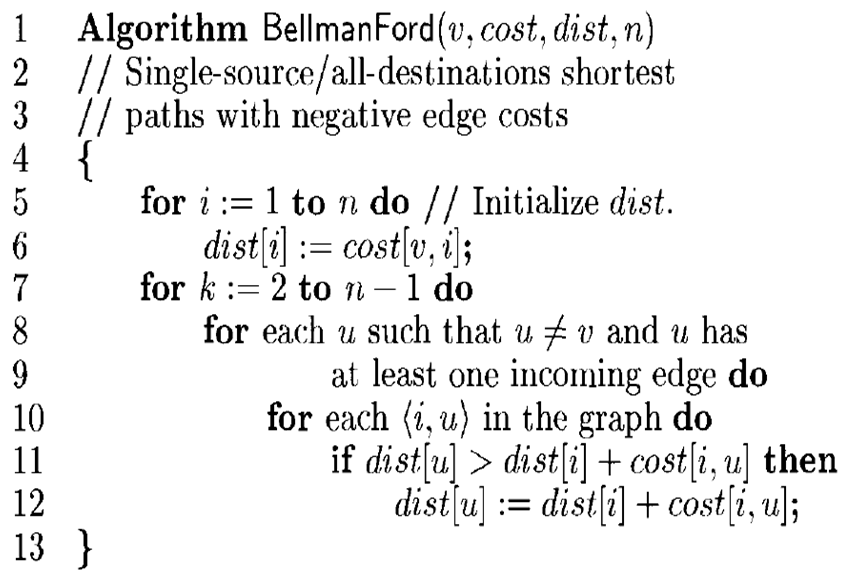 1 Algorithm BellmanFord(v, cost, dist, n)
2 // Single-source/all-destinations shortest
3 // paths with negative edge costs
4 {
5 for i := 1 to n do // Initialize dist.
6 dist[i] := cost[v, i];
7 for k := 2 to n − 1 do
8 for each u such that u ≠ v and u has
9 at least one incoming edge do
10 for each ⟨i, u⟩ in the graph do
11 if dist[u] > dist[i] + cost[i, u] then
12 dist[u] := dist[i] + cost[i, u];
13 }